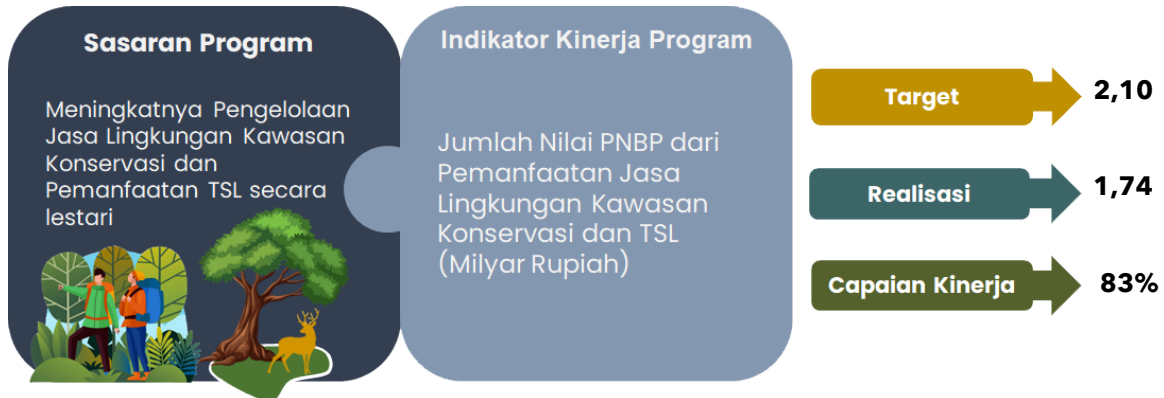 Sasaran Program
Meningkatnya Pengelolaan
Jasa Lingkungan Kawasan
Konservasi dan
Pemanfaatan TSL secara
lestari
Indikator Kinerja Program
Jumlah Nilai PNBP dari
Pemanfaatan Jasa
Lingkungan Kawasan
Konservasi dan TSL
(Milyar Rupiah)
Target 2,10
Realisasi 1,74
Capaian Kinerja 83%